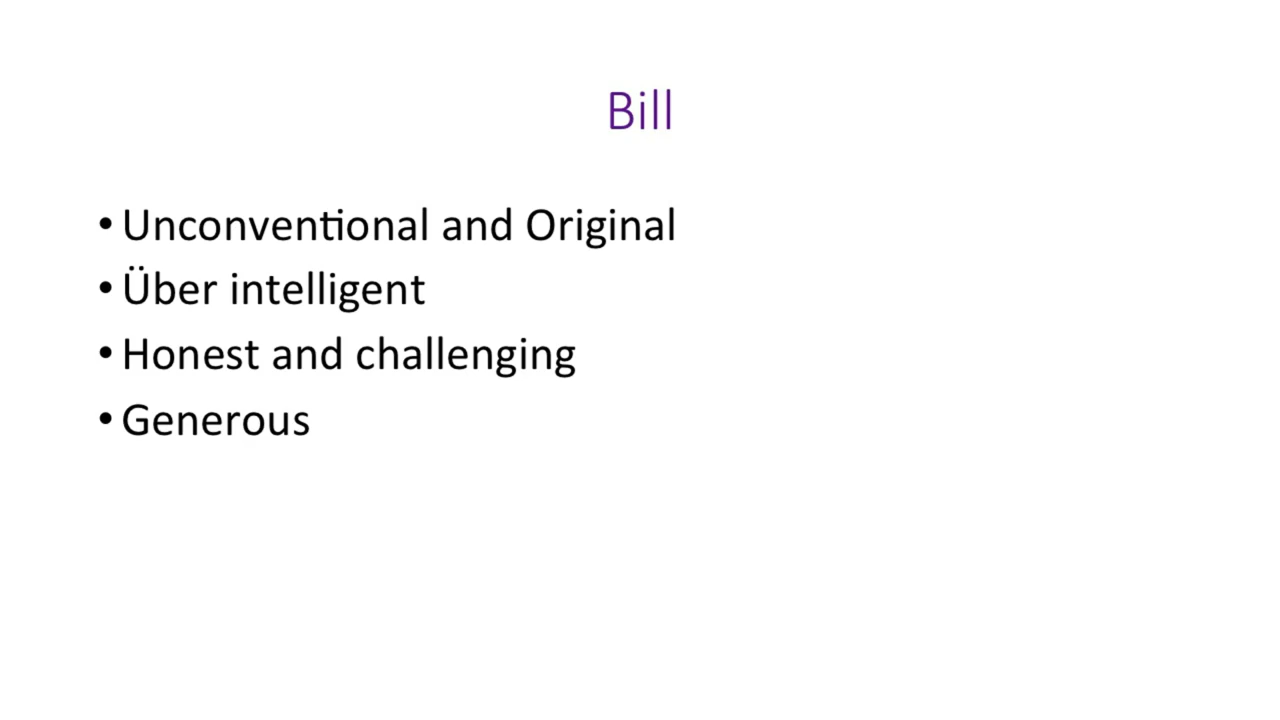 Bill
• Unconventional and Original
• Über intelligent
• Honest and challenging
• Generous